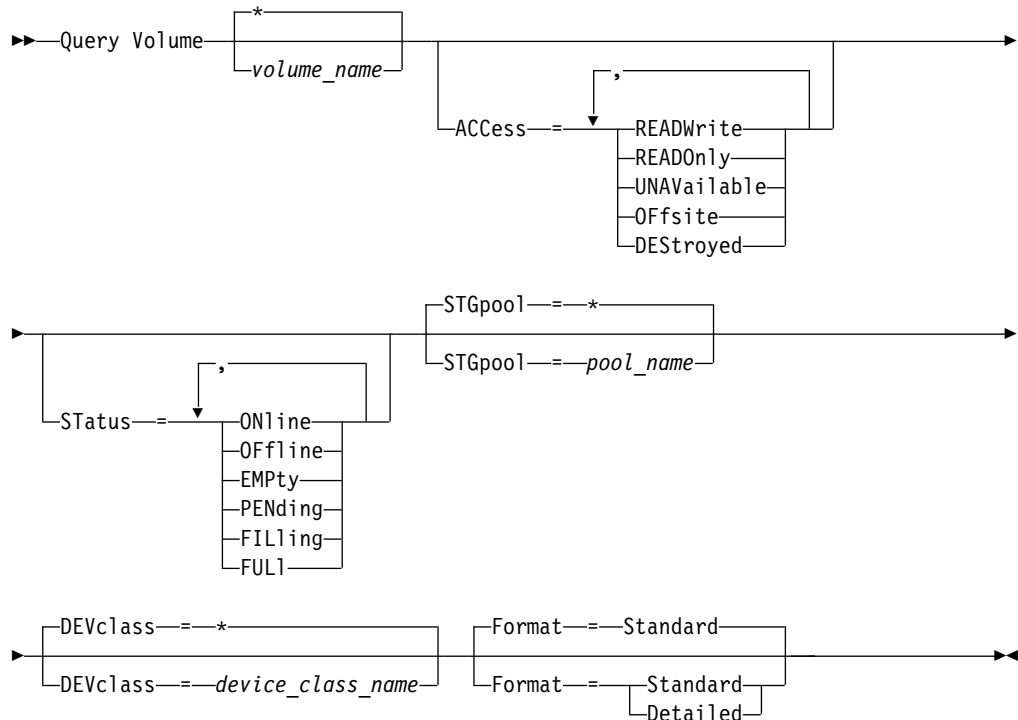 *
Query Volume
volume_name
,
ACCess = READWrite
READOnly
UNAVailable
OFfsite
DEStroyed
STGpool = *
STGpool = pool_name
,
STatus = ONline
OFfline
EMPty
PENding
FILling
FULl
DEVclass = * Format = Standard
DEVclass = device_class_name Format = Standard
Detailed